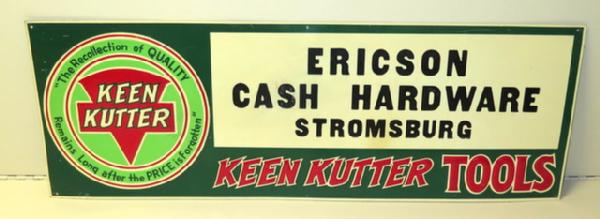 "The Recollection of QUALITY
Remains Long after the PRICE is Forgotten"
KEEN
KUTTER
ERICSON
CASH HARDWARE
STROMSBURG
KEEN KUTTER TOOLS